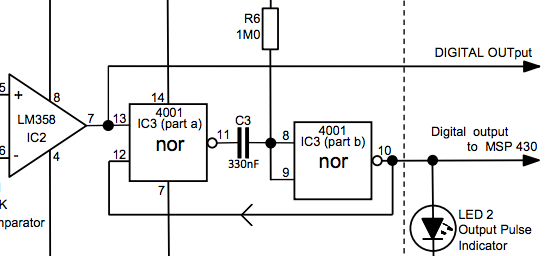 R6
1M0
DIGITAL OUTput
5
+
8
LM358
IC2
7
6
-
4
13
14
4001
IC3 (part a)
nor
12
7
11
C3
330nF
8
4001
IC3 (part b)
nor
9
10
Digital output
to MSP 430
K
mparator
LED 2
Output Pulse
Indicator